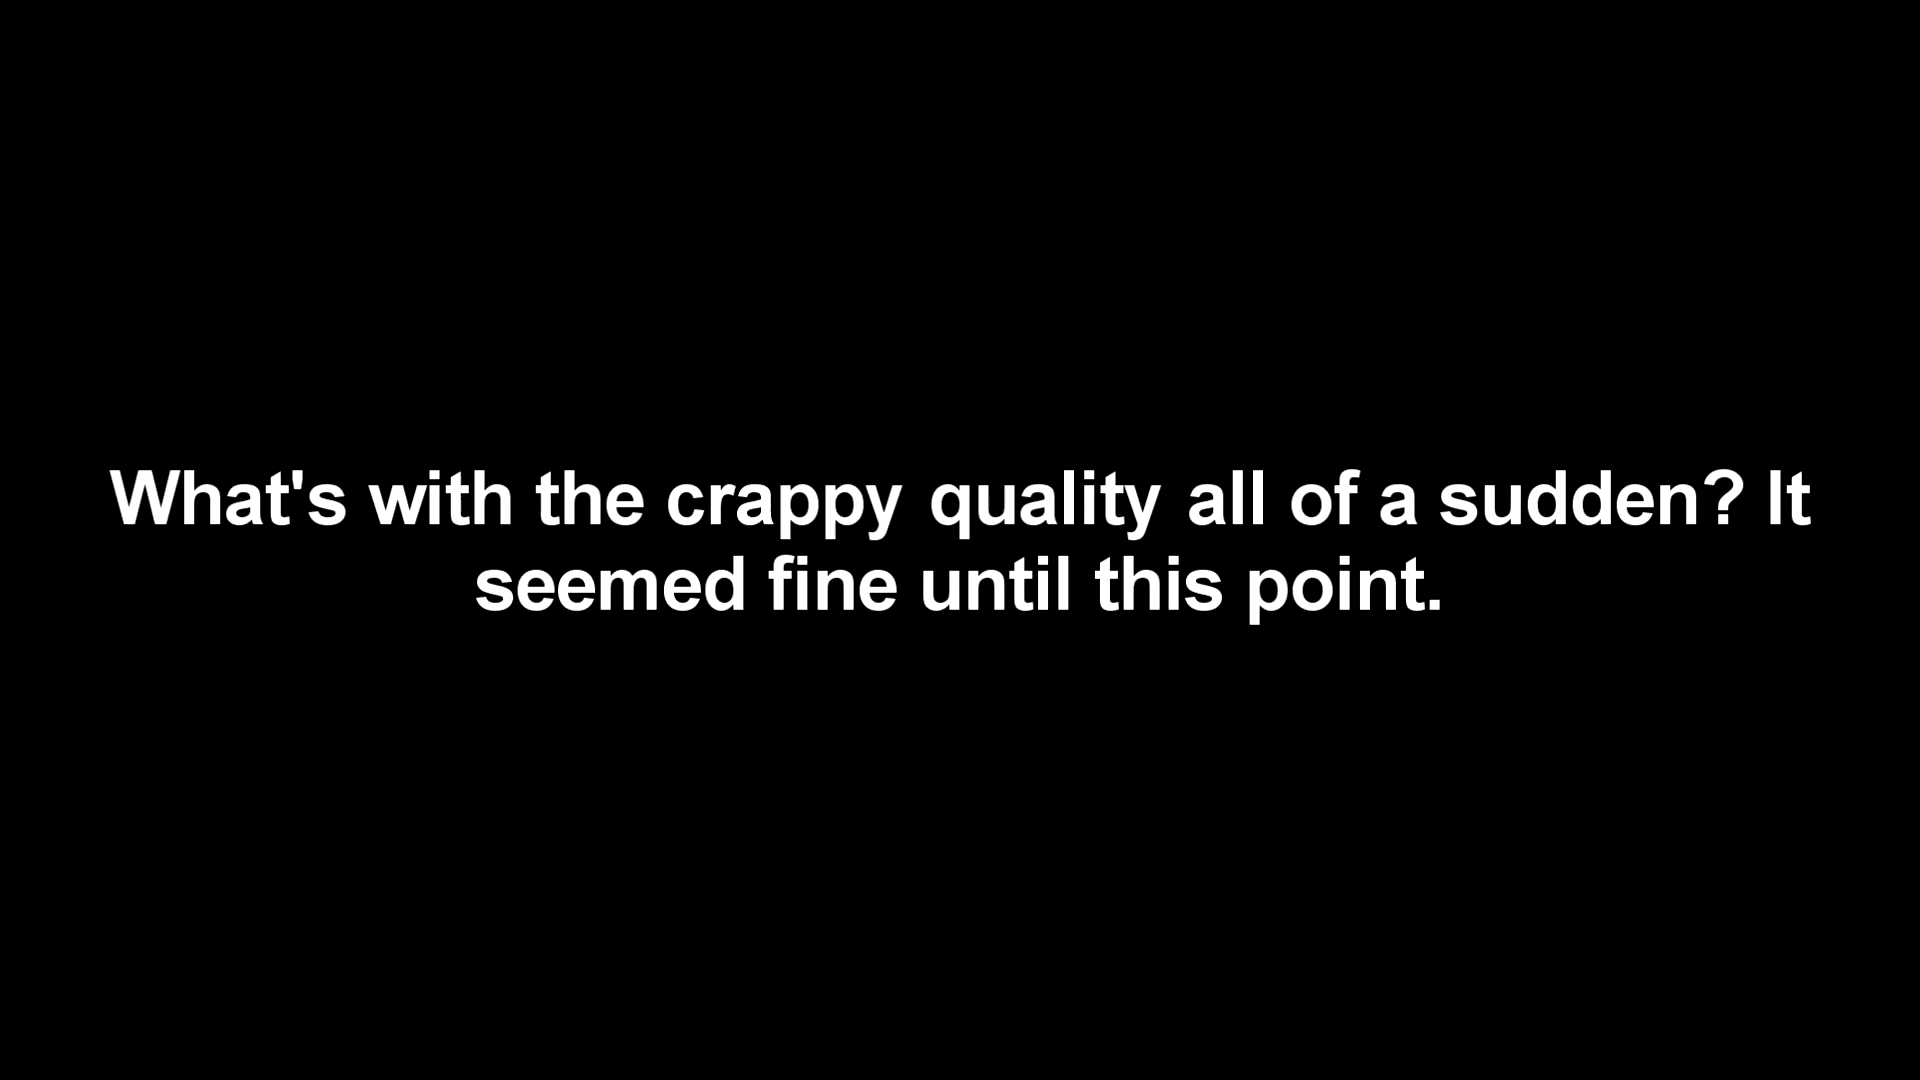 What's with the crappy quality all of a sudden? It
seemed fine until this point.